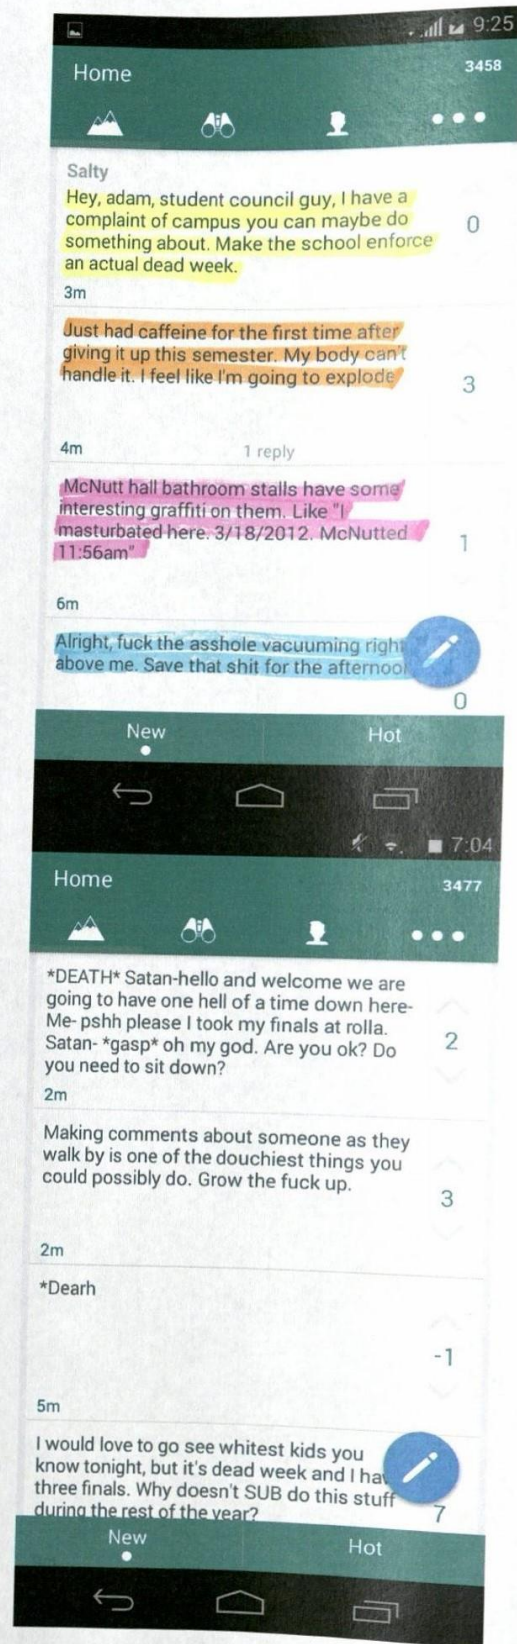 9:25
Home
3458
Salty
Hey, adam, student council guy, I have a
complaint of campus you can maybe do
something about. Make the school enforce
an actual dead week.
0
3m
Just had caffeine for the first time after
giving it up this semester. My body can't
handle it. I feel like I'm going to explode
3
4m
1 reply
McNutt hall bathroom stalls have some
interesting graffiti on them. Like "I
masturbated here. 3/18/2012. McNutted
11:56am"
1
6m
Alright, fuck the asshole vacuuming right
above me. Save that shit for the afternoo
0
New
Hot
7:04
Home
3477
*DEATH* Satan-hello and welcome we are
going to have one hell of a time down here-
Me- pshh please I took my finals at rolla.
Satan- *gasp* oh my god. Are you ok? Do
you need to sit down?
2
2m
Making comments about someone as they
walk by is one of the douchiest things you
could possibly do. Grow the fuck up.
3
2m
*Dearh
-1
5m
I would love to go see whitest kids you
know tonight, but it's dead week and I hav
three finals. Why doesn't SUB do this stuff
during the rest of the year?
7
New
Hot